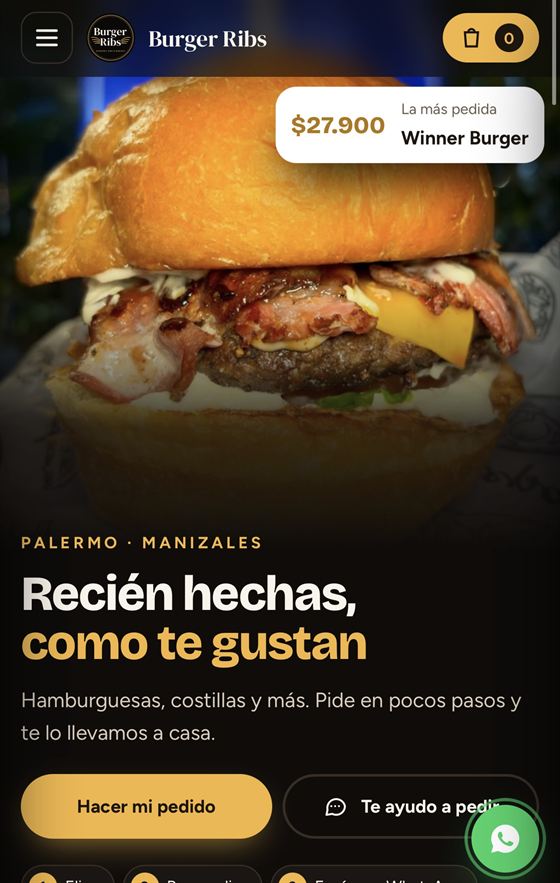 Burger
Ribs
Burger Ribs
0
$27.900
La más pedida
Winner Burger
PALERMO · MANIZALES
Recién hechas,
como te gustan
Hamburguesas, costillas y más. Pide en pocos pasos y
te lo llevamos a casa.
Hacer mi pedido
Te ayudo a pedir